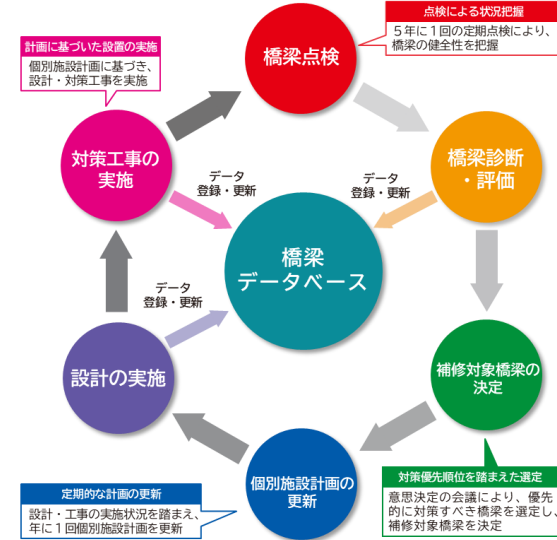 点検による状況把握
5年に1回の定期点検により、
橋梁の健全性を把握
橋梁点検
計画に基づいた設置の実施
個別施設計画に基づき、
設計・対策工事を実施
対策工事の
実施
橋梁診断
・評価
データ
登録・更新
データ
登録・更新
橋梁
データベース
データ
登録・更新
設計の実施
補修対象橋梁の
決定
個別施設計画の
更新
対策優先順位を踏まえた選定
意思決定の会議により、優先
的に対策すべき橋梁を選定し、
補修対象橋梁を決定
定期的な計画の更新
設計・工事の実施状況を踏まえ、
年に1回個別施設計画を更新